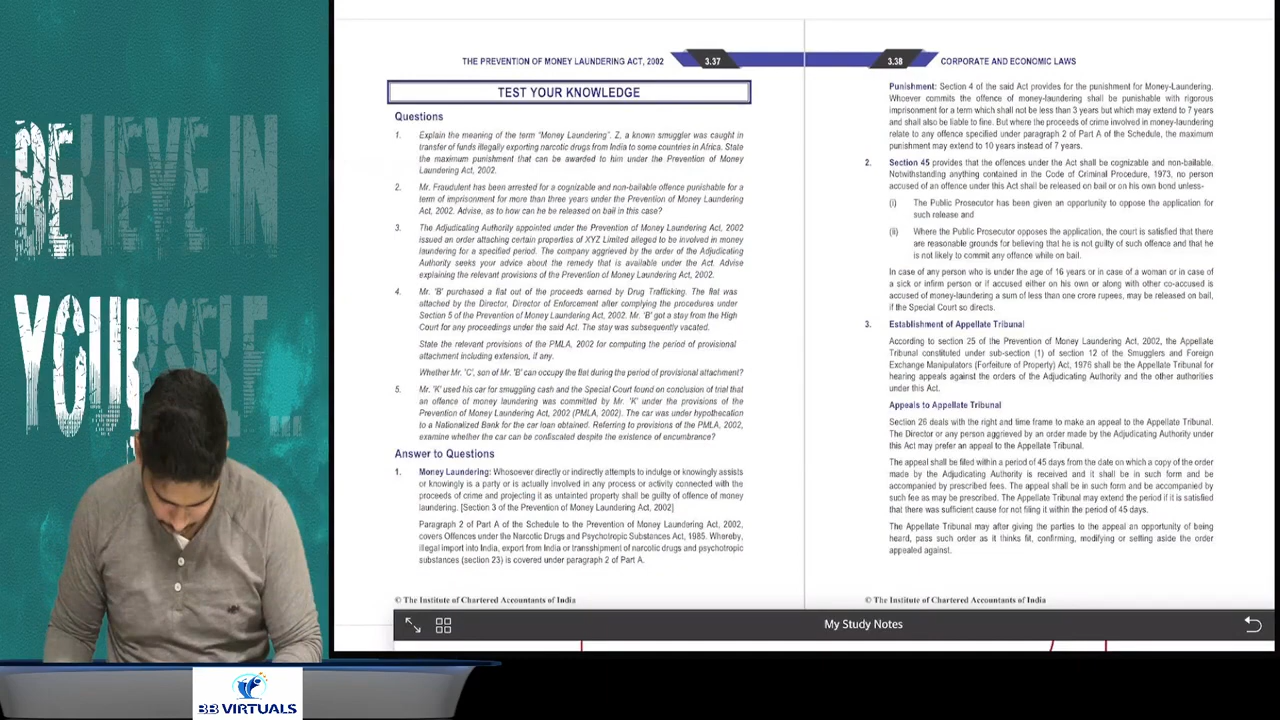 BELIEVE IN
YOURSELF...
THE PREVENTION OF MONEY LAUNDERING ACT, 2002 3.37
TEST YOUR KNOWLEDGE
Questions
1. Explain the meaning of the term "Money Laundering". Z, a known smuggler was caught in
transfer of funds illegally exporting narcotic drugs from India to some countries in Africa. State
the maximum punishment that can be awarded to him under the Prevention of Money
Laundering Act, 2002.
2. Mr. Fraudulent has been arrested for a cognizable and non-bailable offence punishable for a
term of imprisonment for more than three years under the Prevention of Money Laundering
Act, 2002. Advise, as to how can he be released on bail in this case?
3. The Adjudicating Authority appointed under the Prevention of Money Laundering Act, 2002
issued an order attaching certain properties of XYZ Limited alleged to be involved in money
laundering for a specified period. The company aggrieved by the order of the Adjudicating
Authority seeks your advice about the remedy that is available under the Act. Advise
explaining the relevant provisions of the Prevention of Money Laundering Act, 2002.
4. Mr. 'B' purchased a flat out of the proceeds earned by Drug Trafficking. The flat was
attached by the Director, Director of Enforcement after complying the procedures under
Section 5 of the Prevention of Money Laundering Act, 2002. Mr. 'B' got a stay from the High
Court for any proceedings under the said Act. The stay was subsequently vacated.
State the relevant provisions of the PMLA, 2002 for computing the period of provisional
attachment including extension, if any.
Whether Mr. 'C', son of Mr. 'B' can occupy the flat during the period of provisional attachment?
5. Mr. 'K' used his car for smuggling cash and the Special Court found on conclusion of trial that
an offence of money laundering was committed by Mr. 'K' under the provisions of the
Prevention of Money Laundering Act, 2002 (PMLA, 2002). The car was under hypothecation
to a Nationalized Bank for the car loan obtained. Referring to provisions of the PMLA, 2002,
examine whether the car can be confiscated despite the existence of encumbrance?
Answer to Questions
1. Money Laundering: Whosoever directly or indirectly attempts to indulge or knowingly assists
or knowingly is a party or is actually involved in any process or activity connected with the
proceeds of crime and projecting it as untainted property shall be guilty of offence of money
laundering. [Section 3 of the Prevention of Money Laundering Act, 2002]
Paragraph 2 of Part A of the Schedule to the Prevention of Money Laundering Act, 2002,
covers Offences under the Narcotic Drugs and Psychotropic Substances Act, 1985. Whereby,
illegal import into India, export from India or transshipment of narcotic drugs and psychotropic
substances (section 23) is covered under paragraph 2 of Part A.
© The Institute of Chartered Accountants of India
3.38 CORPORATE AND ECONOMIC LAWS
Punishment: Section 4 of the said Act provides for the punishment for Money-Laundering.
Whoever commits the offence of money-laundering shall be punishable with rigorous
imprisonment for a term which shall not be less than 3 years but which may extend to 7 years
and shall also be liable to fine. But where the proceeds of crime involved in money-laundering
relate to any offence specified under paragraph 2 of Part A of the Schedule, the maximum
punishment may extend to 10 years instead of 7 years.
2. Section 45 provides that the offences under the Act shall be cognizable and non-bailable.
Notwithstanding anything contained in the Code of Criminal Procedure, 1973, no person
accused of an offence under this Act shall be released on bail or on his own bond unless-
(i) The Public Prosecutor has been given an opportunity to oppose the application for
such release and
(ii) Where the Public Prosecutor opposes the application, the court is satisfied that there
are reasonable grounds for believing that he is not guilty of such offence and that he
is not likely to commit any offence while on bail.
In case of any person who is under the age of 16 years or in case of a woman or in case of
a sick or infirm person or if accused either on his own or along with other co-accused is
accused of money-laundering a sum of less than one crore rupees, may be released on bail,
if the Special Court so directs.
3. Establishment of Appellate Tribunal
According to section 25 of the Prevention of Money Laundering Act, 2002, the Appellate
Tribunal constituted under sub-section (1) of section 12 of the Smugglers and Foreign
Exchange Manipulators (Forfeiture of Property) Act, 1976 shall be the Appellate Tribunal for
hearing appeals against the orders of the Adjudicating Authority and the other authorities
under this Act.
Appeals to Appellate Tribunal
Section 26 deals with the right and time frame to make an appeal to the Appellate Tribunal.
The Director or any person aggrieved by an order made by the Adjudicating Authority under
this Act may prefer an appeal to the Appellate Tribunal.
The appeal shall be filed within a period of 45 days from the date on which a copy of the order
made by the Adjudicating Authority is received and it shall be in such form and be
accompanied by prescribed fees. The appeal shall be in such form and be accompanied by
such fee as may be prescribed. The Appellate Tribunal may extend the period if it is satisfied
that there was sufficient cause for not filing it within the period of 45 days.
The Appellate Tribunal may after giving the parties to the appeal an opportunity of being
heard, pass such order as it thinks fit, confirming, modifying or setting aside the order
appealed against.
© The Institute of Chartered Accountants of India
My Study Notes
BB VIRTUALS